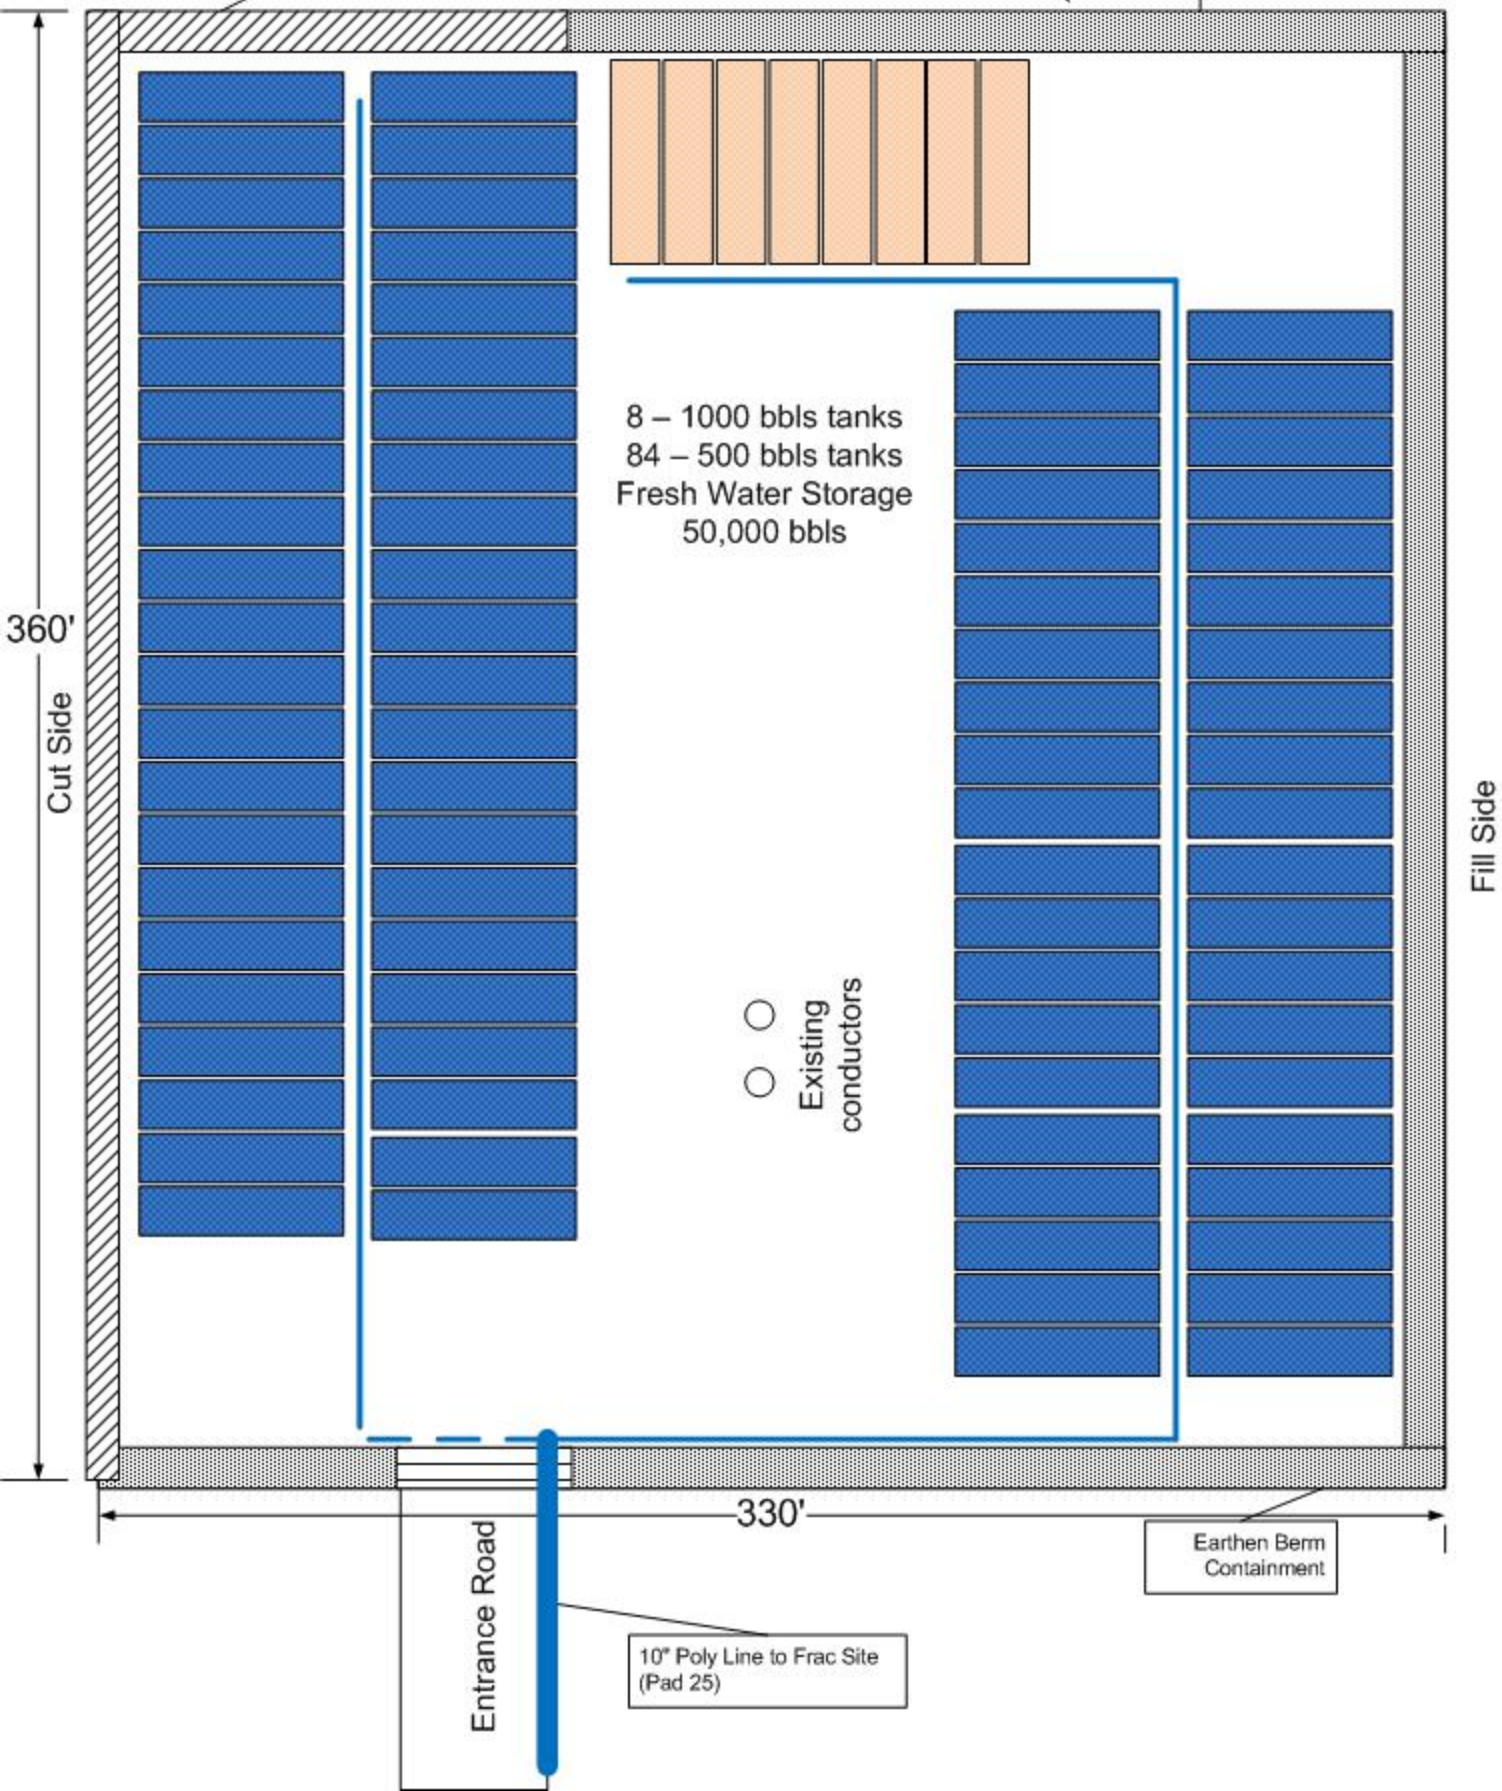 8 – 1000 bbls tanks
84 – 500 bbls tanks
Fresh Water Storage
50,000 bbls
360'
Cut Side
Fill Side
Existing
conductors
330'
Earthen Berm
Containment
Entrance Road
10" Poly Line to Frac Site
(Pad 25)